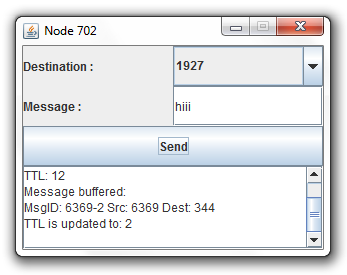 Node 702
Destination : 1927
Message : hiii
Send
TTL: 12
Message buffered:
MsgID: 6369-2 Src: 6369 Dest: 344
TTL is updated to: 2